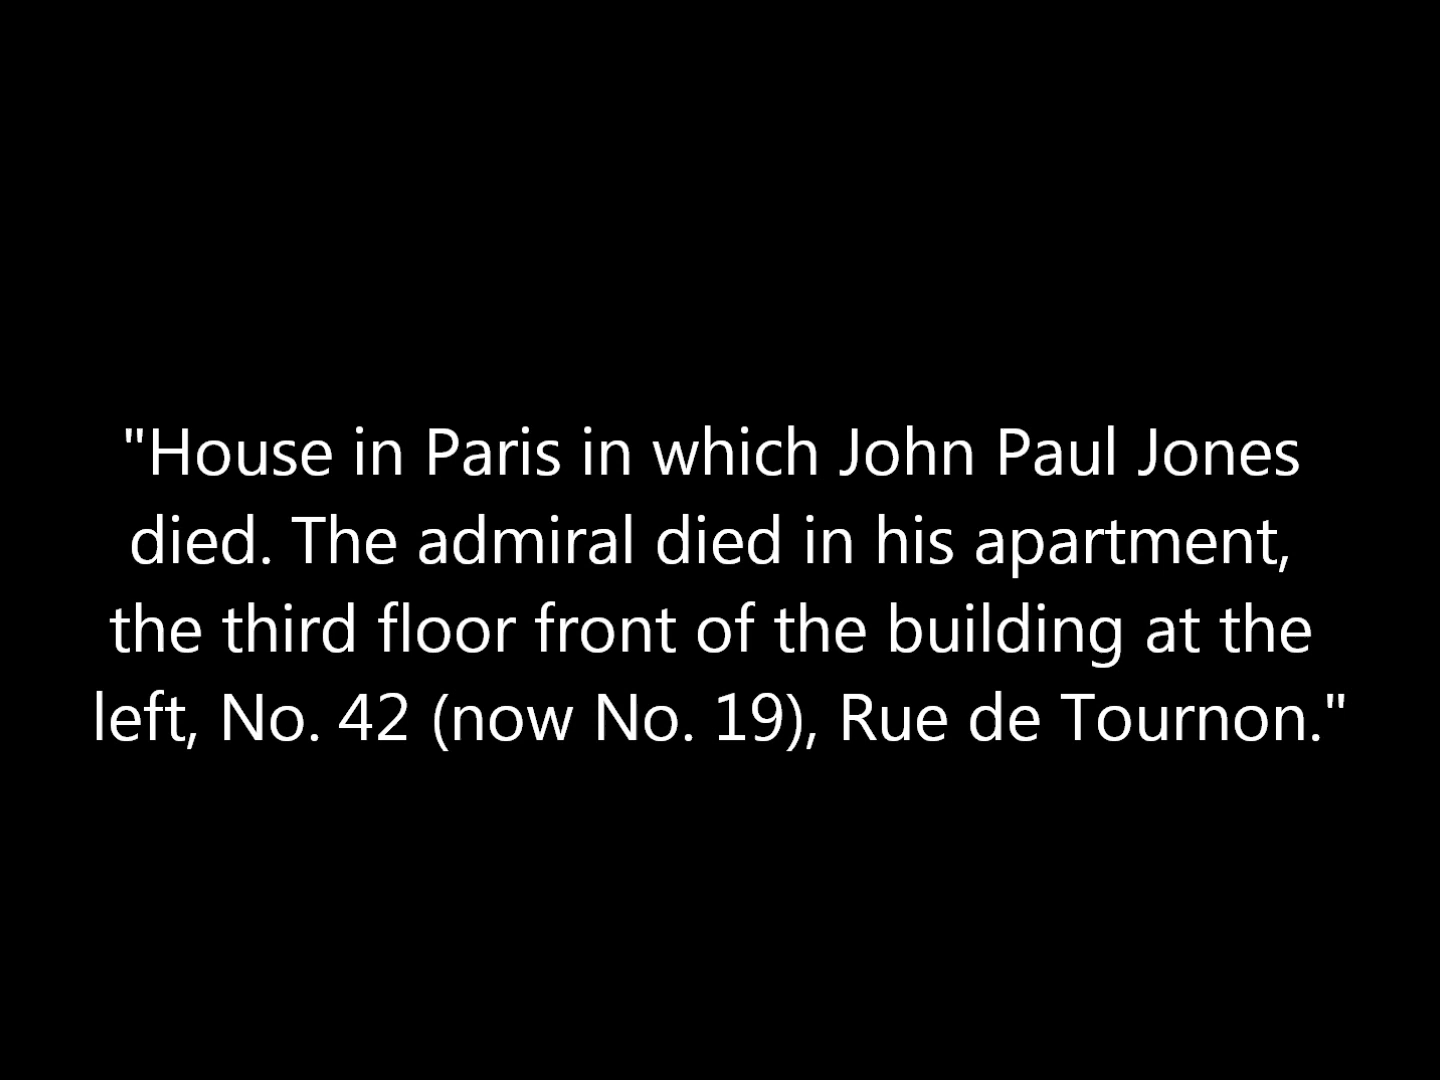 "House in Paris in which John Paul Jones
died. The admiral died in his apartment,
the third floor front of the building at the
left, No. 42 (now No. 19), Rue de Tournon."